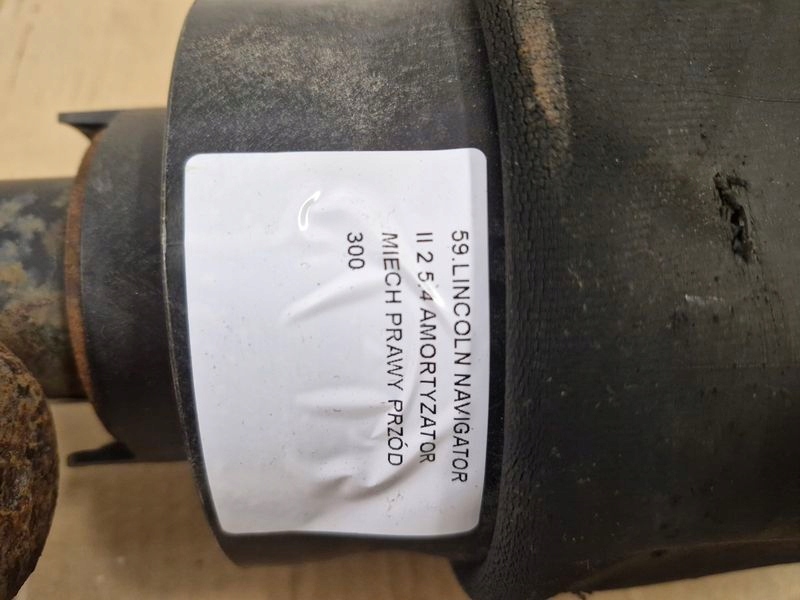 59.LINCOLN NAVIGATOR
II 2 5.4 AMORTYZATOR
MIECH PRAWY PRZÓD
300